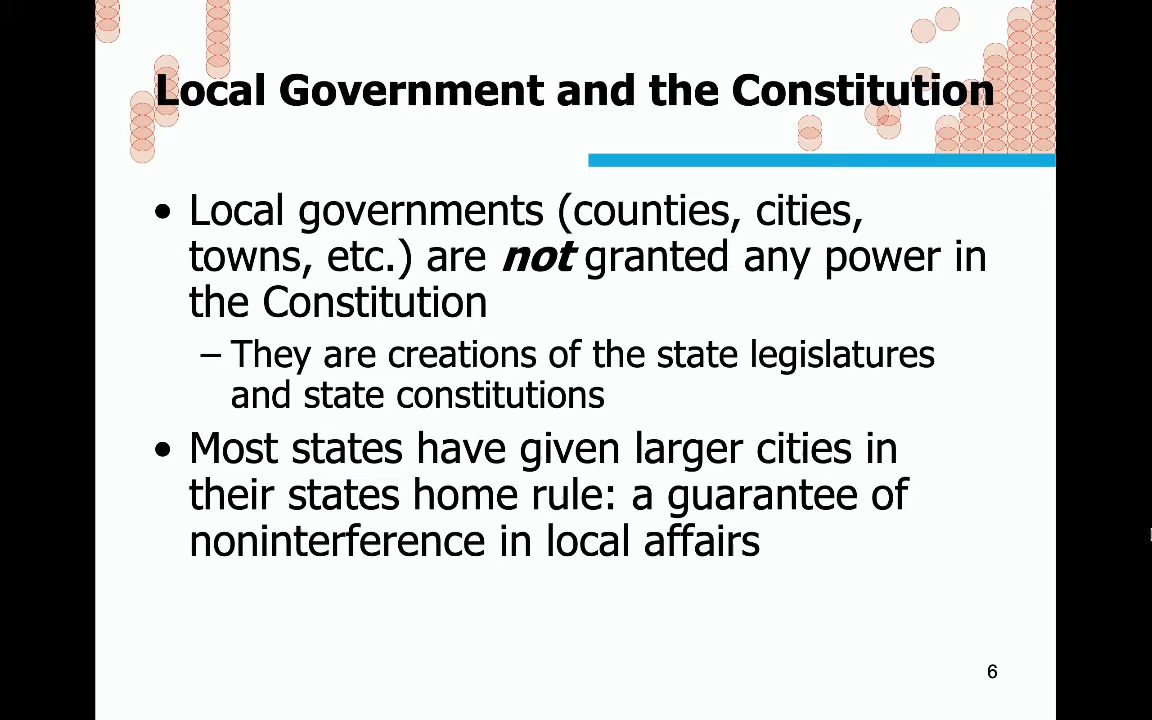 Local Government and the Constitution
• Local governments (counties, cities,
towns, etc.) are not granted any power in
the Constitution
– They are creations of the state legislatures
and state constitutions
• Most states have given larger cities in
their states home rule: a guarantee of
noninterference in local affairs
6